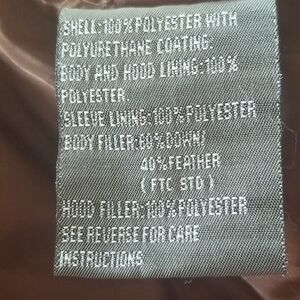 SHELL:100%POLYESTER WITH
POLYURETHANE COATING:
BODY AND HOOD LINING:100%
POLYESTER.
SLEEVE LINING:100%POLYESTER
BODY FILLER:60%DOWN/
40%FEATHER
( FTC STD )
HOOD FILLER:100%POLYESTER
SEE REVERSE FOR CARE
INSTRUCTIONS